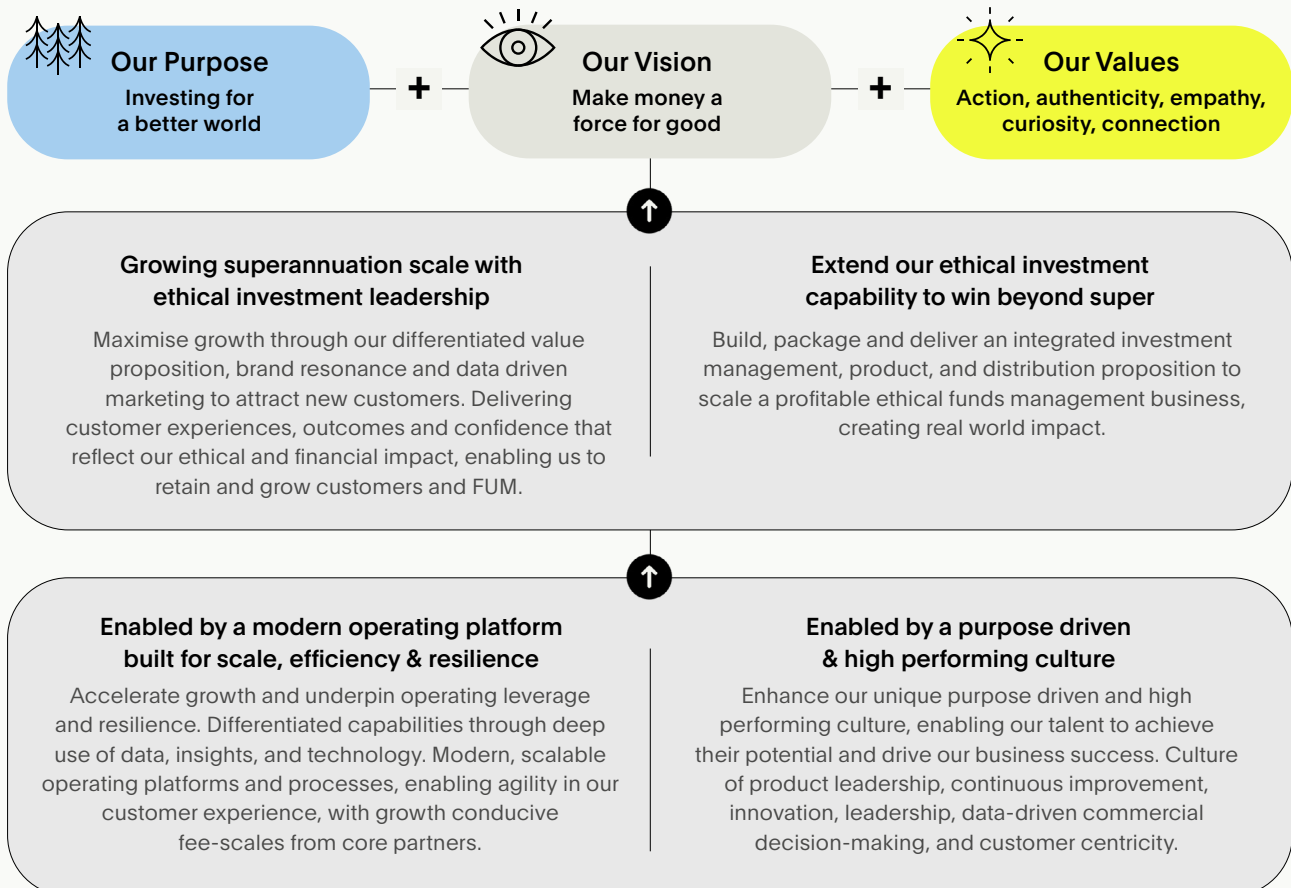 Our Purpose
Investing for
a better world
+
Our Vision
Make money a
force for good
+
Our Values
Action, authenticity, empathy,
curiosity, connection
Growing superannuation scale with
ethical investment leadership
Maximise growth through our differentiated value
proposition, brand resonance and data driven
marketing to attract new customers. Delivering
customer experiences, outcomes and confidence that
reflect our ethical and financial impact, enabling us to
retain and grow customers and FUM.
Extend our ethical investment
capability to win beyond super
Build, package and deliver an integrated investment
management, product, and distribution proposition to
scale a profitable ethical funds management business,
creating real world impact.
Enabled by a modern operating platform
built for scale, efficiency & resilience
Accelerate growth and underpin operating leverage
and resilience. Differentiated capabilities through deep
use of data, insights, and technology. Modern, scalable
operating platforms and processes, enabling agility in our
customer experience, with growth conducive
fee-scales from core partners.
Enabled by a purpose driven
& high performing culture
Enhance our unique purpose driven and high
performing culture, enabling our talent to achieve
their potential and drive our business success. Culture
of product leadership, continuous improvement,
innovation, leadership, data-driven commercial
decision-making, and customer centricity.